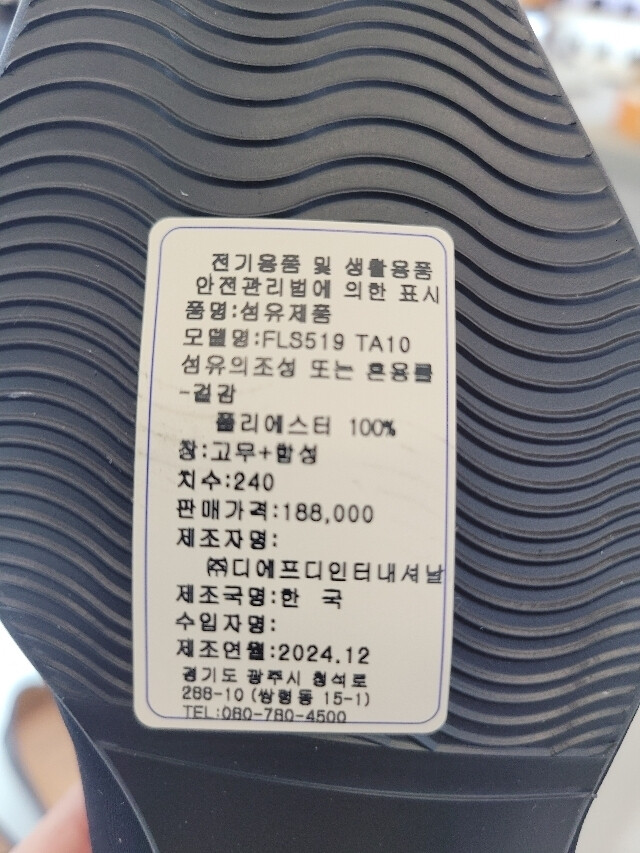 전기용품 및 생활용품
안전관리법에 의한 표시
품명:섬유제품
모델명:FLS519 TA10
섬유의조성 또는 혼용률
-겉감
폴리에스터 100%
창:고무+합성
치수:240
판매가격:188,000
제조자명:
㈜디에프디인터내셔날
제조국명:한 국
수입자명:
제조연월:2024.12
경기도 광주시 청석로
288-10 (쌍령동 15-1)
TEL:080-780-4500